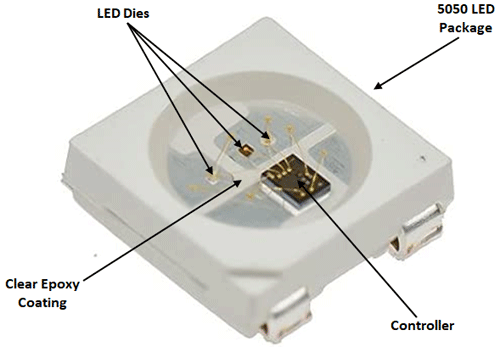 LED Dies
5050 LED
Package
Clear Epoxy
Coating
Controller